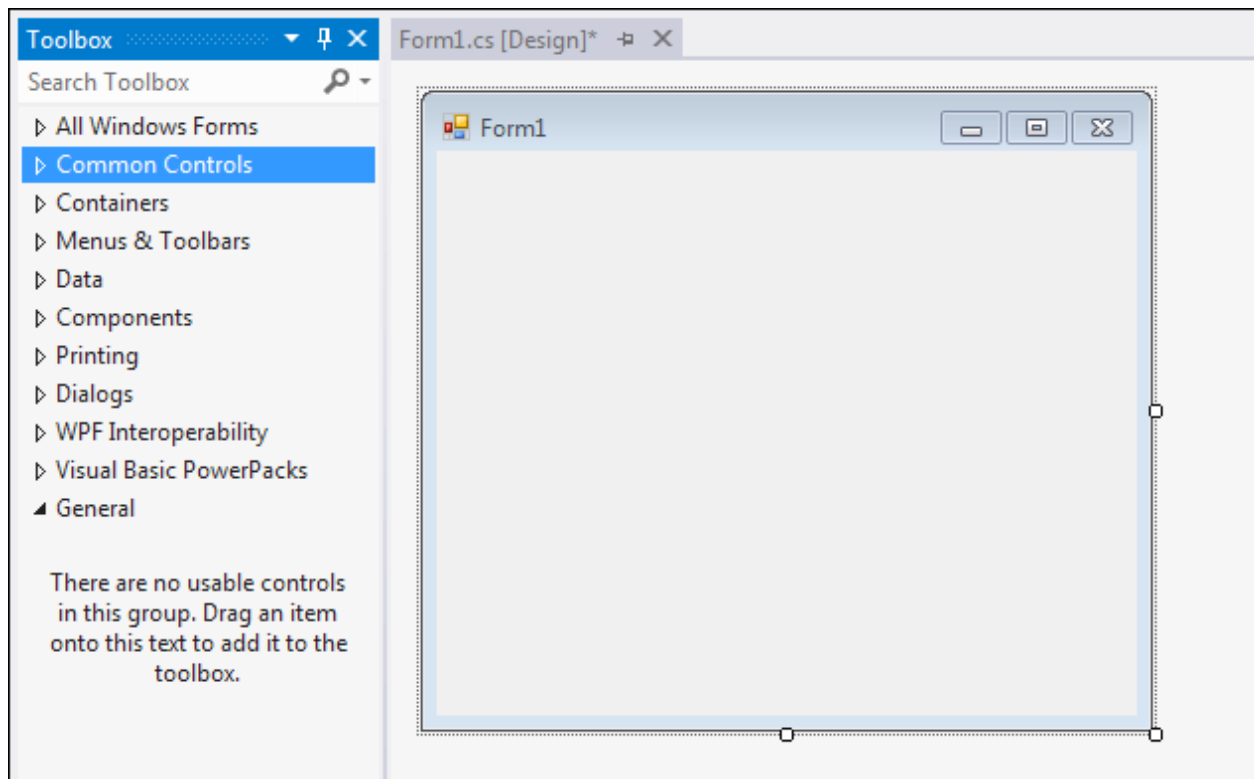 Toolbox
Search Toolbox
All Windows Forms
Common Controls
Containers
Menus & Toolbars
Data
Components
Printing
Dialogs
WPF Interoperability
Visual Basic PowerPacks
General
There are no usable controls
in this group. Drag an item
onto this text to add it to the
toolbox.
Form1.cs [Design]*
Form1